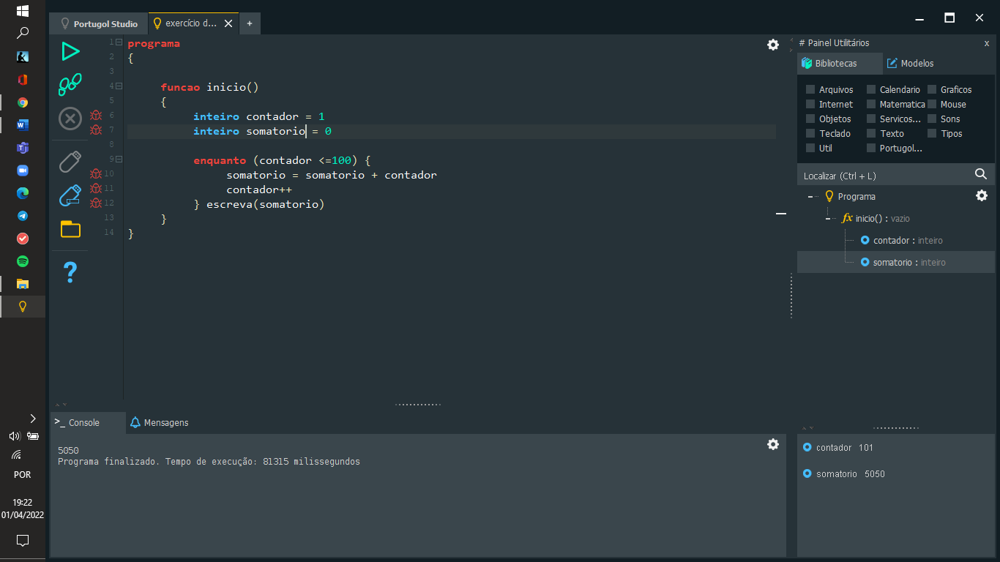 Portugol Studio
exercício d...
+
1 programa
2 {
3
4 funcao inicio()
5 {
6 inteiro contador = 1
7 inteiro somatorio = 0
8
9 enquanto (contador <=100) {
10 somatorio = somatorio + contador
11 contador++
12 } escreva(somatorio)
13 }
14 }
# Painel Utilitários x
Bibliotecas Modelos
Arquivos Calendario Graficos
Internet Matematica Mouse
Objetos Servicos... Sons
Teclado Texto Tipos
Util Portugol...
Localizar (Ctrl + L)
Programa
fx inicio() : vazio
contador : inteiro
somatorio : inteiro
>_ Console Mensagens
5050
Programa finalizado. Tempo de execução: 81315 milissegundos
contador 101
somatorio 5050
POR
19:22
01/04/2022